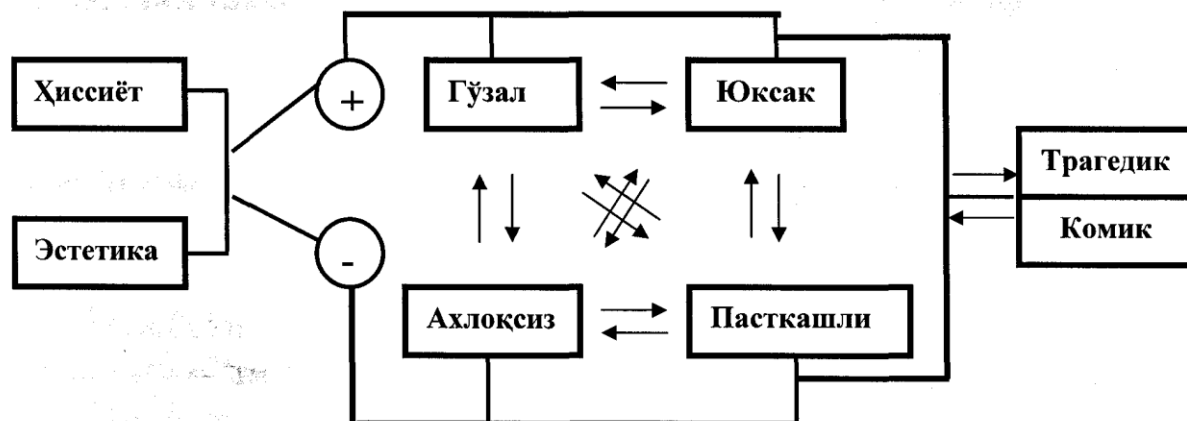 Ҳиссиёт
+
Гўзал
Юксак
Трагедик
Эстетика
-
Комик
Ахлоқсиз
Пасткашли